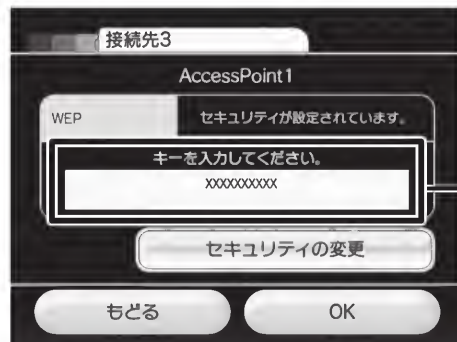 接続先3
AccessPoint1
WEP
セキュリティが設定されています。
キーを入力してください。
XXXXXXXXXX
セキュリティの変更
もどる
OK